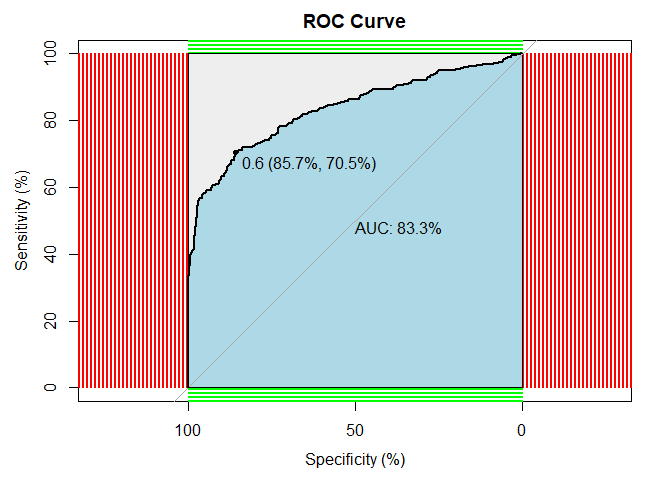 ROC Curve
Sensitivity (%)
100
80
60
40
20
0
0.6 (85.7%, 70.5%)
AUC: 83.3%
100
50
0
Specificity (%)